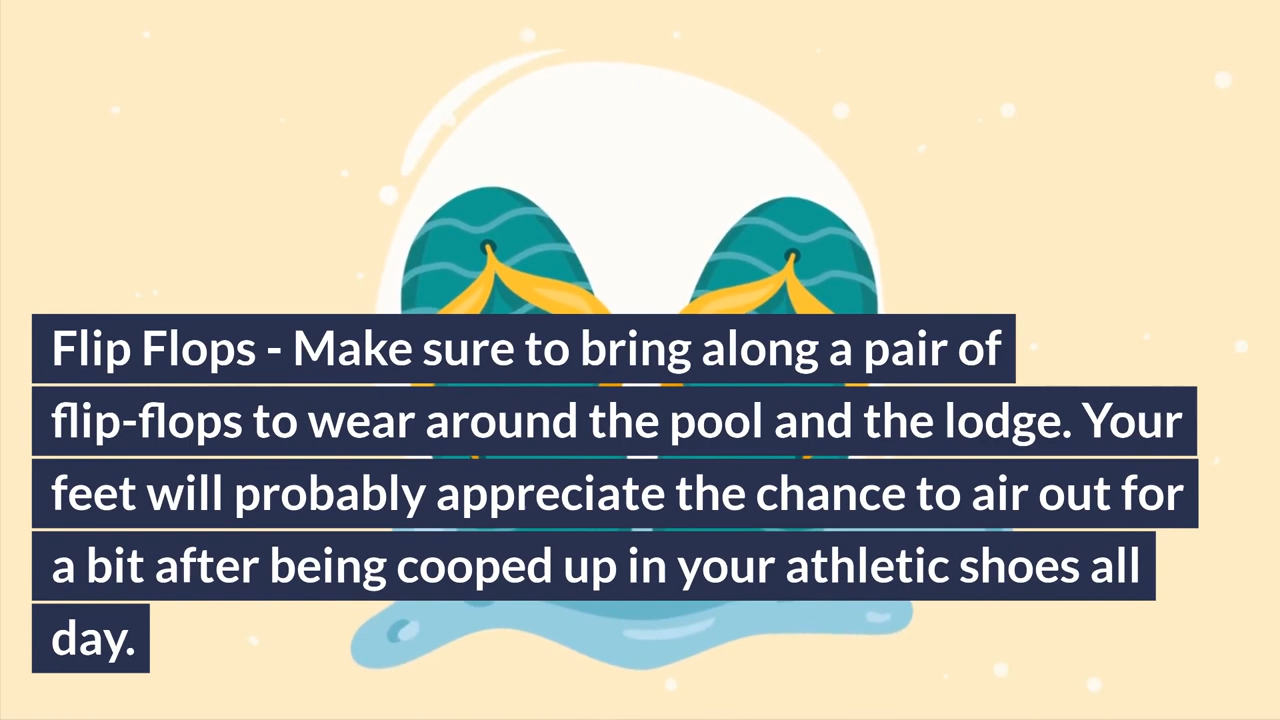 Flip Flops - Make sure to bring along a pair of
flip-flops to wear around the pool and the lodge. Your
feet will probably appreciate the chance to air out for
a bit after being cooped up in your athletic shoes all
day.